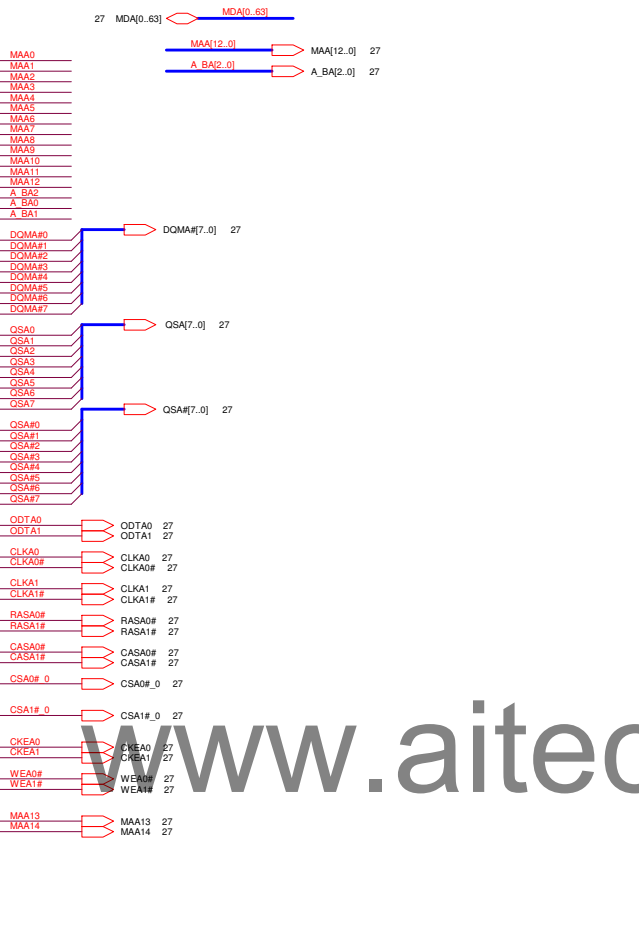 27 MDA[0..63] MDA[0..63]
MAA[12..0] MAA[12..0] 27
A_BA[2..0] A_BA[2..0] 27
MAA0
MAA1
MAA2
MAA3
MAA4
MAA5
MAA6
MAA7
MAA8
MAA9
MAA10
MAA11
MAA12
A_BA2
A_BA0
A_BA1
DQMA#[7..0] 27
DQMA#0
DQMA#1
DQMA#2
DQMA#3
DQMA#4
DQMA#5
DQMA#6
DQMA#7
QSA[7..0] 27
QSA0
QSA1
QSA2
QSA3
QSA4
QSA5
QSA6
QSA7
QSA#[7..0] 27
QSA#0
QSA#1
QSA#2
QSA#3
QSA#4
QSA#5
QSA#6
QSA#7
ODTA0 ODTA0 27
ODTA1 ODTA1 27
CLKA0 CLKA0 27
CLKA0# CLKA0# 27
CLKA1 CLKA1 27
CLKA1# CLKA1# 27
RASA0# RASA0# 27
RASA1# RASA1# 27
CASA0# CASA0# 27
CASA1# CASA1# 27
CSA0#_0 CSA0#_0 27
CSA1#_0 CSA1#_0 27
CKEA0 CKEA0 27
CKEA1 CKEA1 27
www.aitec
WEA0# WEA0# 27
WEA1# WEA1# 27
MAA13 MAA13 27
MAA14 MAA14 27